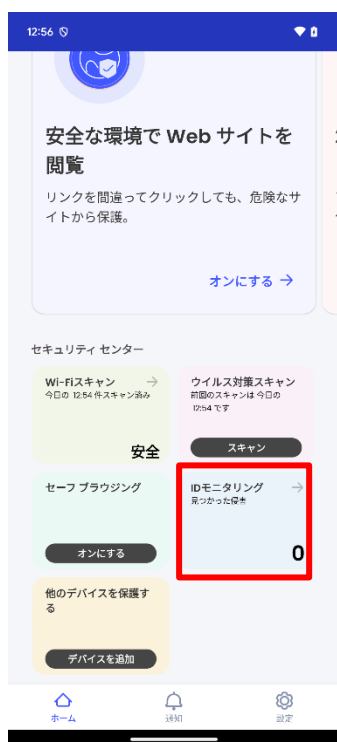 12:56
安全な環境で Web サイトを
閲覧
リンクを間違ってクリックしても、危険なサ
イトから保護。
オンにする →
セキュリティ センター
Wi-Fiスキャン →
今日の 12:54 件スキャン済み
安全
ウイルス対策スキャン
前回のスキャンは 今日の
12:54 です
スキャン
セーフ ブラウジング
オンにする
IDモニタリング →
見つかった侵害
0
他のデバイスを保護す
る
デバイスを追加
ホーム
通知
設定